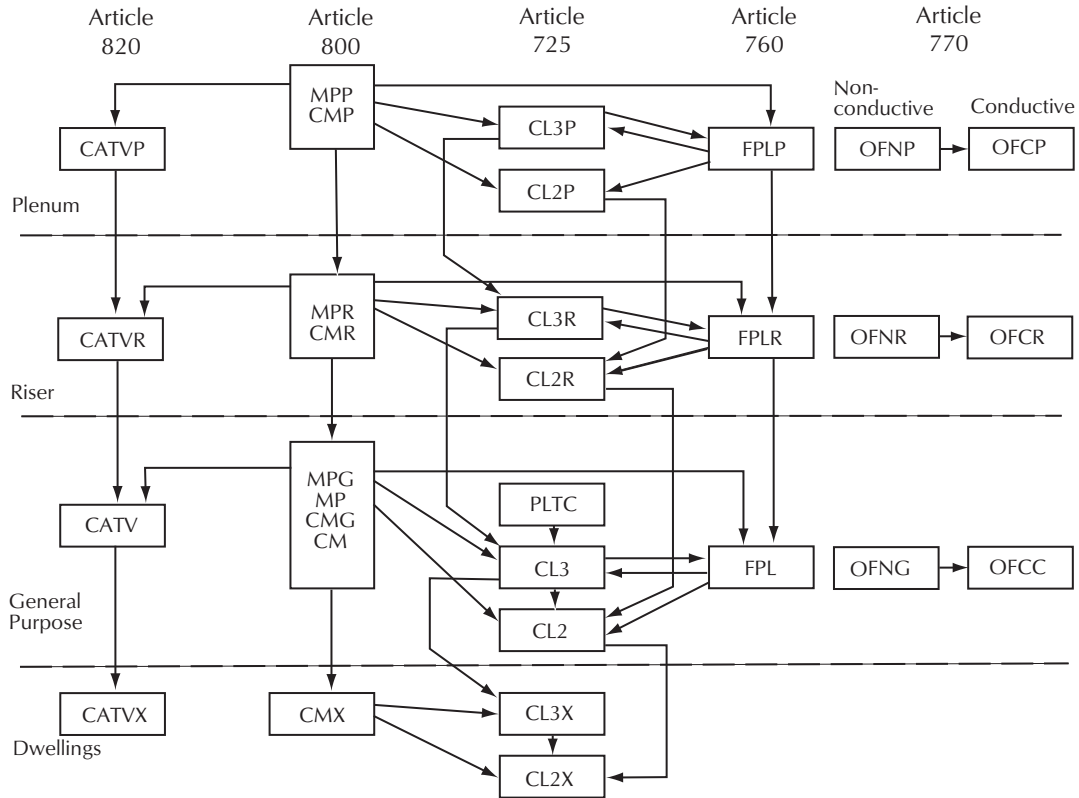 Article
820
Article
800
Article
725
Article
760
Article
770
Non-
conductive
Conductive
MPP
CMP
CATVP
CL3P
CL2P
FPLP
OFNP
OFCP
Plenum
MPR
CMR
CATVR
CL3R
CL2R
FPLR
OFNR
OFCR
Riser
MPG
MP
CMG
CM
CATV
PLTC
CL3
CL2
FPL
OFNG
OFCC
General
Purpose
CATVX
CMX
CL3X
CL2X
Dwellings